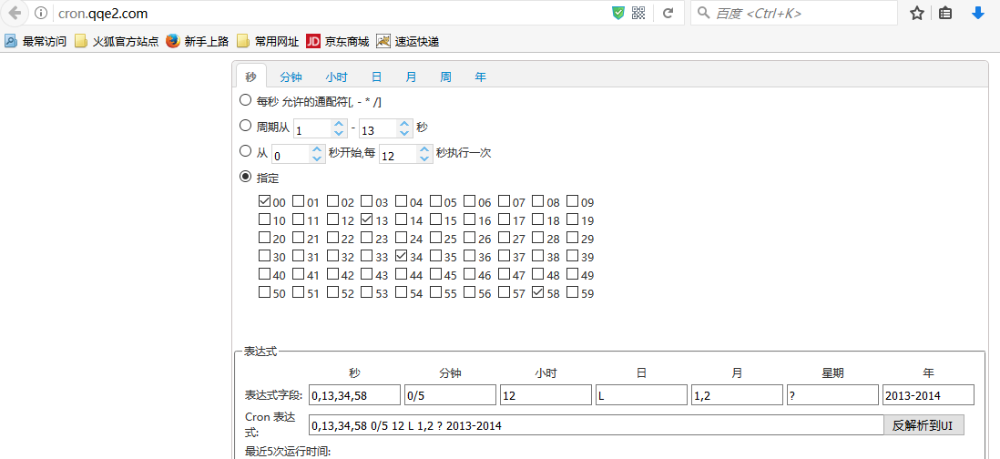 cron.qqe2.com
百度 <Ctrl+K>
最常访问 火狐官方站点 新手上路 常用网址 JD 京东商城 速运快递
秒 分钟 小时 日 月 周 年
每秒 允许的通配符[, - * /]
周期从 1 - 13 秒
从 0 秒开始,每 12 秒执行一次
指定
00 01 02 03 04 05 06 07 08 09
10 11 12 13 14 15 16 17 18 19
20 21 22 23 24 25 26 27 28 29
30 31 32 33 34 35 36 37 38 39
40 41 42 43 44 45 46 47 48 49
50 51 52 53 54 55 56 57 58 59
表达式
秒 分钟 小时 日 月 星期 年
表达式字段: 0,13,34,58 0/5 12 L 1,2 ? 2013-2014
Cron 表达
式: 0,13,34,58 0/5 12 L 1,2 ? 2013-2014 反解析到UI
最近5次运行时间: